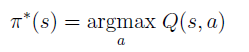 π*(s) = argmax Q(s, a)
a